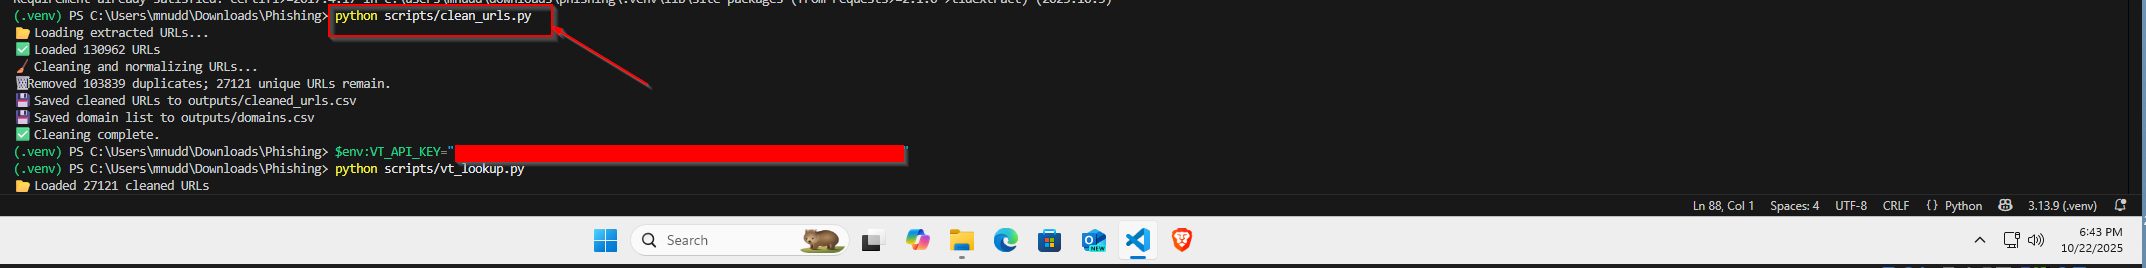 (.venv) PS C:\Users\mnudd\Downloads\Phishing> python scripts/clean_urls.py
Loading extracted URLs...
Loaded 130962 URLs
Cleaning and normalizing URLs...
Removed 103839 duplicates; 27121 unique URLs remain.
Saved cleaned URLs to outputs/cleaned_urls.csv
Saved domain list to outputs/domains.csv
Cleaning complete.
(.venv) PS C:\Users\mnudd\Downloads\Phishing> $env:VT_API_KEY=" "
(.venv) PS C:\Users\mnudd\Downloads\Phishing> python scripts/vt_lookup.py
Loaded 27121 cleaned URLs
Ln 88, Col 1 Spaces: 4 UTF-8 CRLF {} Python 3.13.9 (.venv)
Search
NEW
6:43 PM
10/22/2025